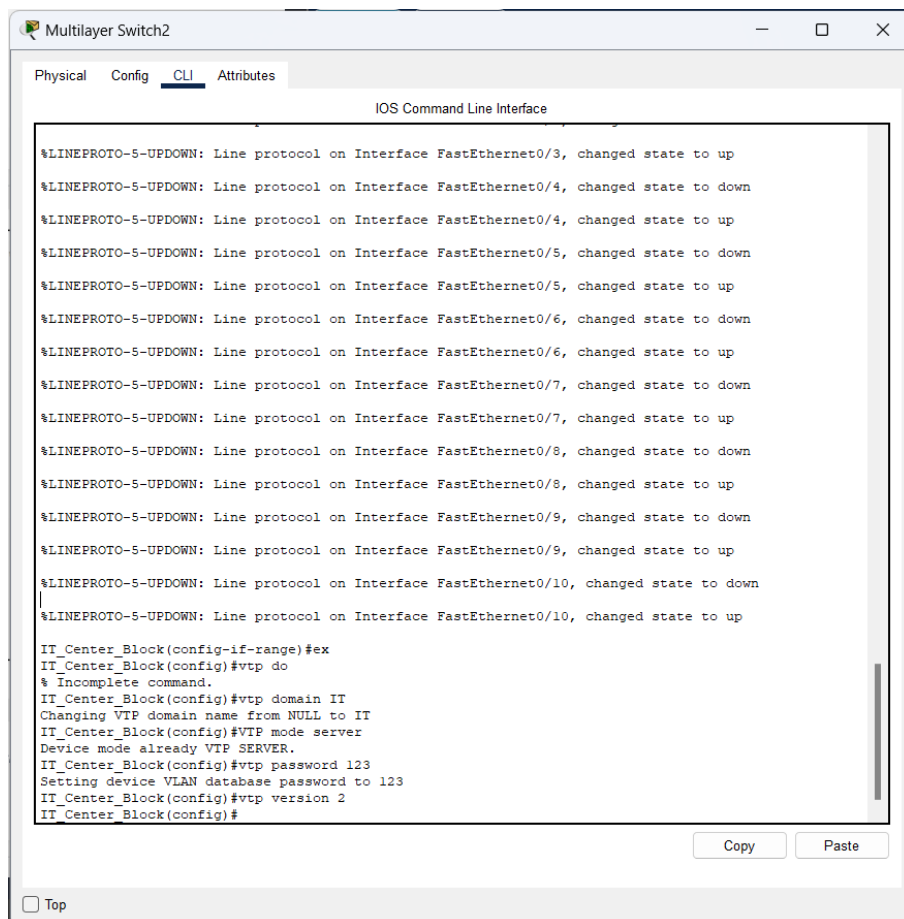 Multilayer Switch2
Physical Config CLI Attributes
IOS Command Line Interface
%LINEPROTO-5-UPDOWN: Line protocol on Interface FastEthernet0/3, changed state to up
%LINEPROTO-5-UPDOWN: Line protocol on Interface FastEthernet0/4, changed state to down
%LINEPROTO-5-UPDOWN: Line protocol on Interface FastEthernet0/4, changed state to up
%LINEPROTO-5-UPDOWN: Line protocol on Interface FastEthernet0/5, changed state to down
%LINEPROTO-5-UPDOWN: Line protocol on Interface FastEthernet0/5, changed state to up
%LINEPROTO-5-UPDOWN: Line protocol on Interface FastEthernet0/6, changed state to down
%LINEPROTO-5-UPDOWN: Line protocol on Interface FastEthernet0/6, changed state to up
%LINEPROTO-5-UPDOWN: Line protocol on Interface FastEthernet0/7, changed state to down
%LINEPROTO-5-UPDOWN: Line protocol on Interface FastEthernet0/7, changed state to up
%LINEPROTO-5-UPDOWN: Line protocol on Interface FastEthernet0/8, changed state to down
%LINEPROTO-5-UPDOWN: Line protocol on Interface FastEthernet0/8, changed state to up
%LINEPROTO-5-UPDOWN: Line protocol on Interface FastEthernet0/9, changed state to down
%LINEPROTO-5-UPDOWN: Line protocol on Interface FastEthernet0/9, changed state to up
%LINEPROTO-5-UPDOWN: Line protocol on Interface FastEthernet0/10, changed state to down
%LINEPROTO-5-UPDOWN: Line protocol on Interface FastEthernet0/10, changed state to up
IT_Center_Block(config-if-range)#ex
IT_Center_Block(config)#vtp do
% Incomplete command.
IT_Center_Block(config)#vtp domain IT
Changing VTP domain name from NULL to IT
IT_Center_Block(config)#VTP mode server
Device mode already VTP SERVER.
IT_Center_Block(config)#vtp password 123
Setting device VLAN database password to 123
IT_Center_Block(config)#vtp version 2
IT_Center_Block(config)#
Copy Paste
Top